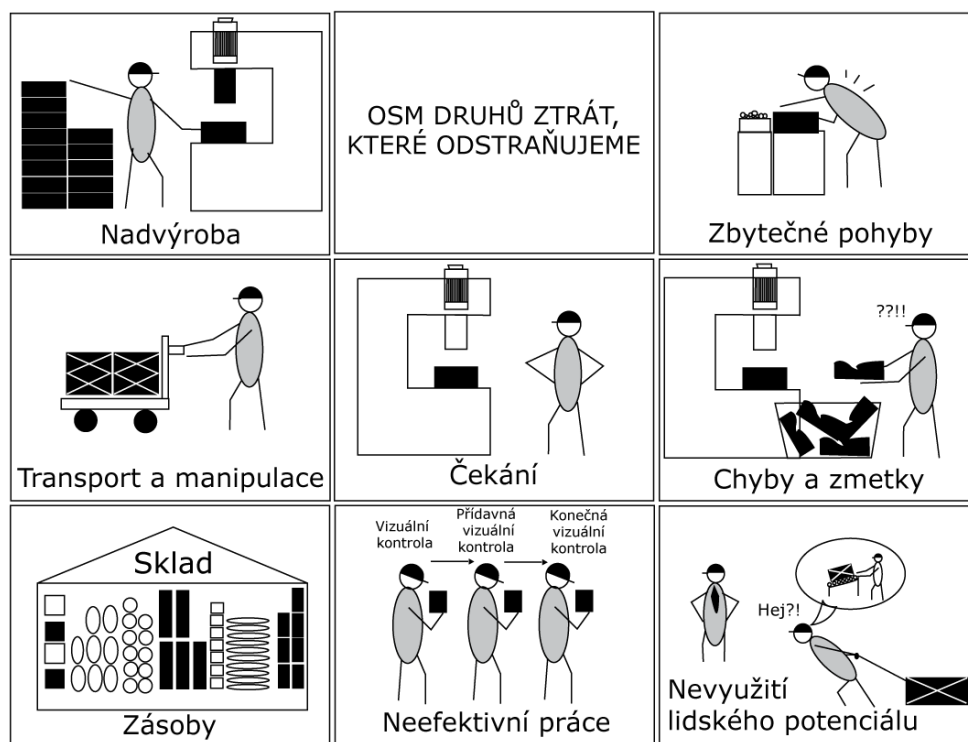 Nadvýroba
OSM DRUHŮ ZTRÁT,
KTERÉ ODSTRAŇUJEME
Zbytečné pohyby
Transport a manipulace
Čekání
??!!
Chyby a zmetky
Sklad
Zásoby
Vizuální
kontrola
Přídavná
vizuální
kontrola
Konečná
vizuální
kontrola
Neefektivní práce
Hej?!
Nevyužití
lidského potenciálu